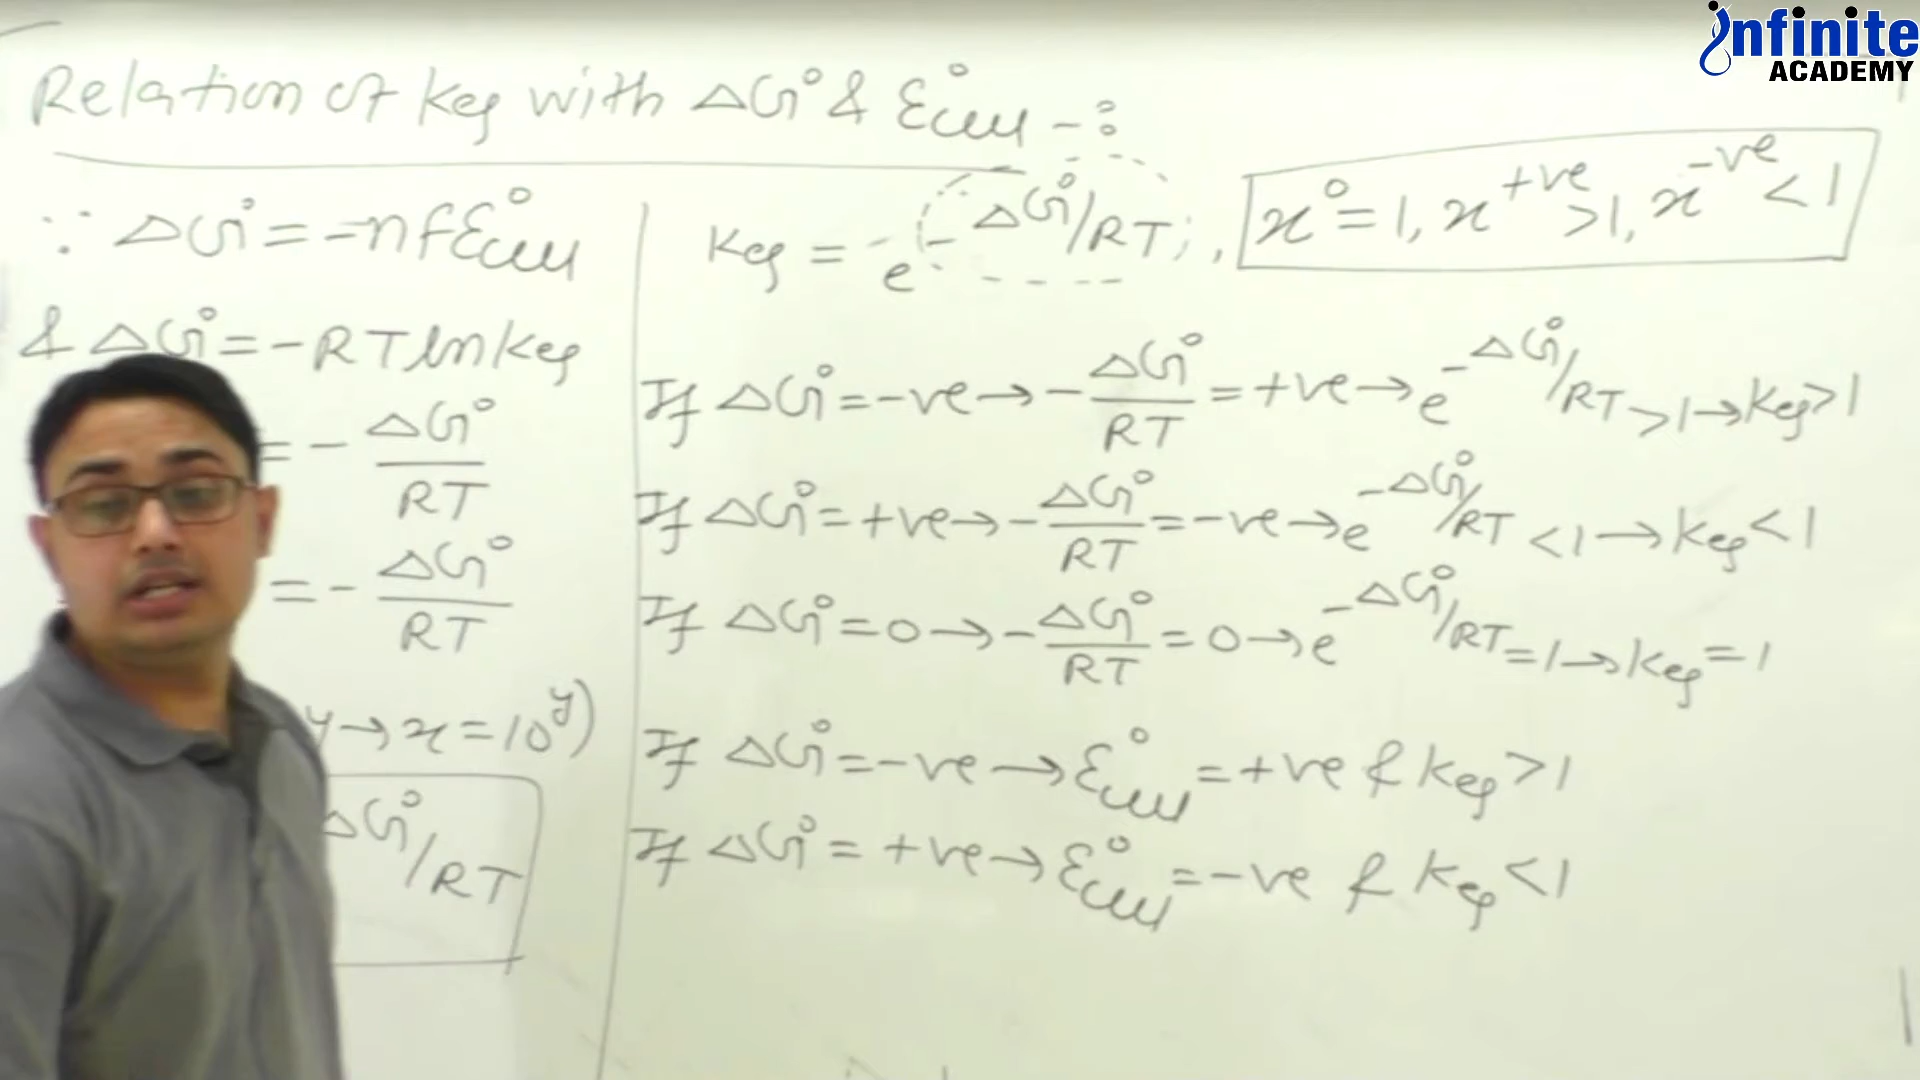 infinite
ACADEMY
Relation of Keq with ΔG° & Ɛ°cell -:
∵ ΔG° = -nfƐ°cell
& ΔG° = -RT ln Keq
= - ΔG°/RT
= - ΔG°/RT
y → x = 10^y)
ΔG°/RT
Keq = e^(-ΔG°/RT) ; , x° = 1, x^(+ve) > 1, x^(-ve) < 1
If ΔG° = -ve → - ΔG°/RT = +ve → e^(-ΔG°/RT) > 1 → Keq > 1
If ΔG° = +ve → - ΔG°/RT = -ve → e^(-ΔG°/RT) < 1 → Keq < 1
If ΔG° = 0 → - ΔG°/RT = 0 → e^(-ΔG°/RT) = 1 → Keq = 1
If ΔG° = -ve → Ɛ°cell = +ve & Keq > 1
If ΔG° = +ve → Ɛ°cell = -ve & Keq < 1